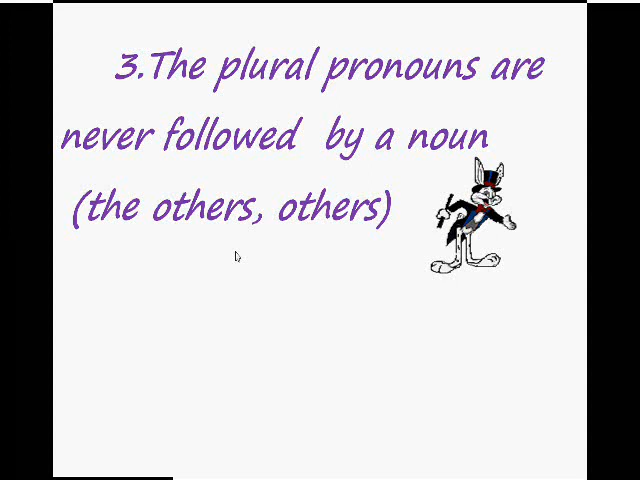 3.The plural pronouns are
never followed by a noun
(the others, others)